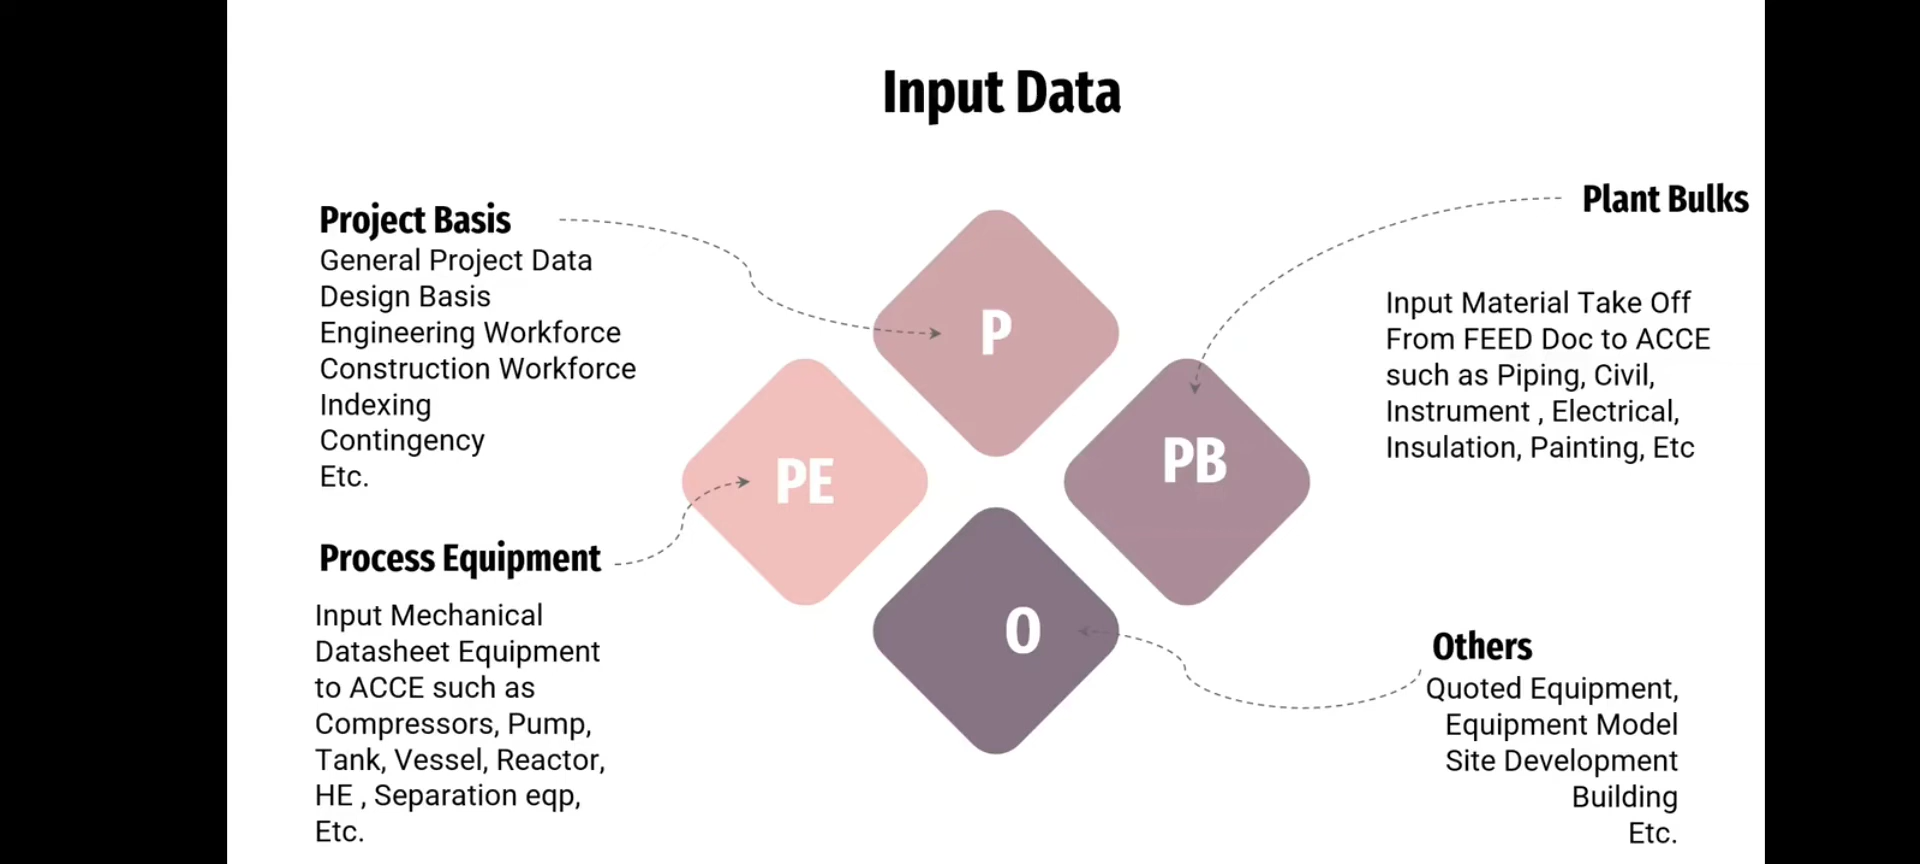 Input Data
Project Basis
General Project Data
Design Basis
Engineering Workforce
Construction Workforce
Indexing
Contingency
Etc.
Process Equipment
Input Mechanical
Datasheet Equipment
to ACCE such as
Compressors, Pump,
Tank, Vessel, Reactor,
HE , Separation eqp,
Etc.
P
PE
PB
O
Plant Bulks
Input Material Take Off
From FEED Doc to ACCE
such as Piping, Civil,
Instrument , Electrical,
Insulation, Painting, Etc
Others
Quoted Equipment,
Equipment Model
Site Development
Building
Etc.